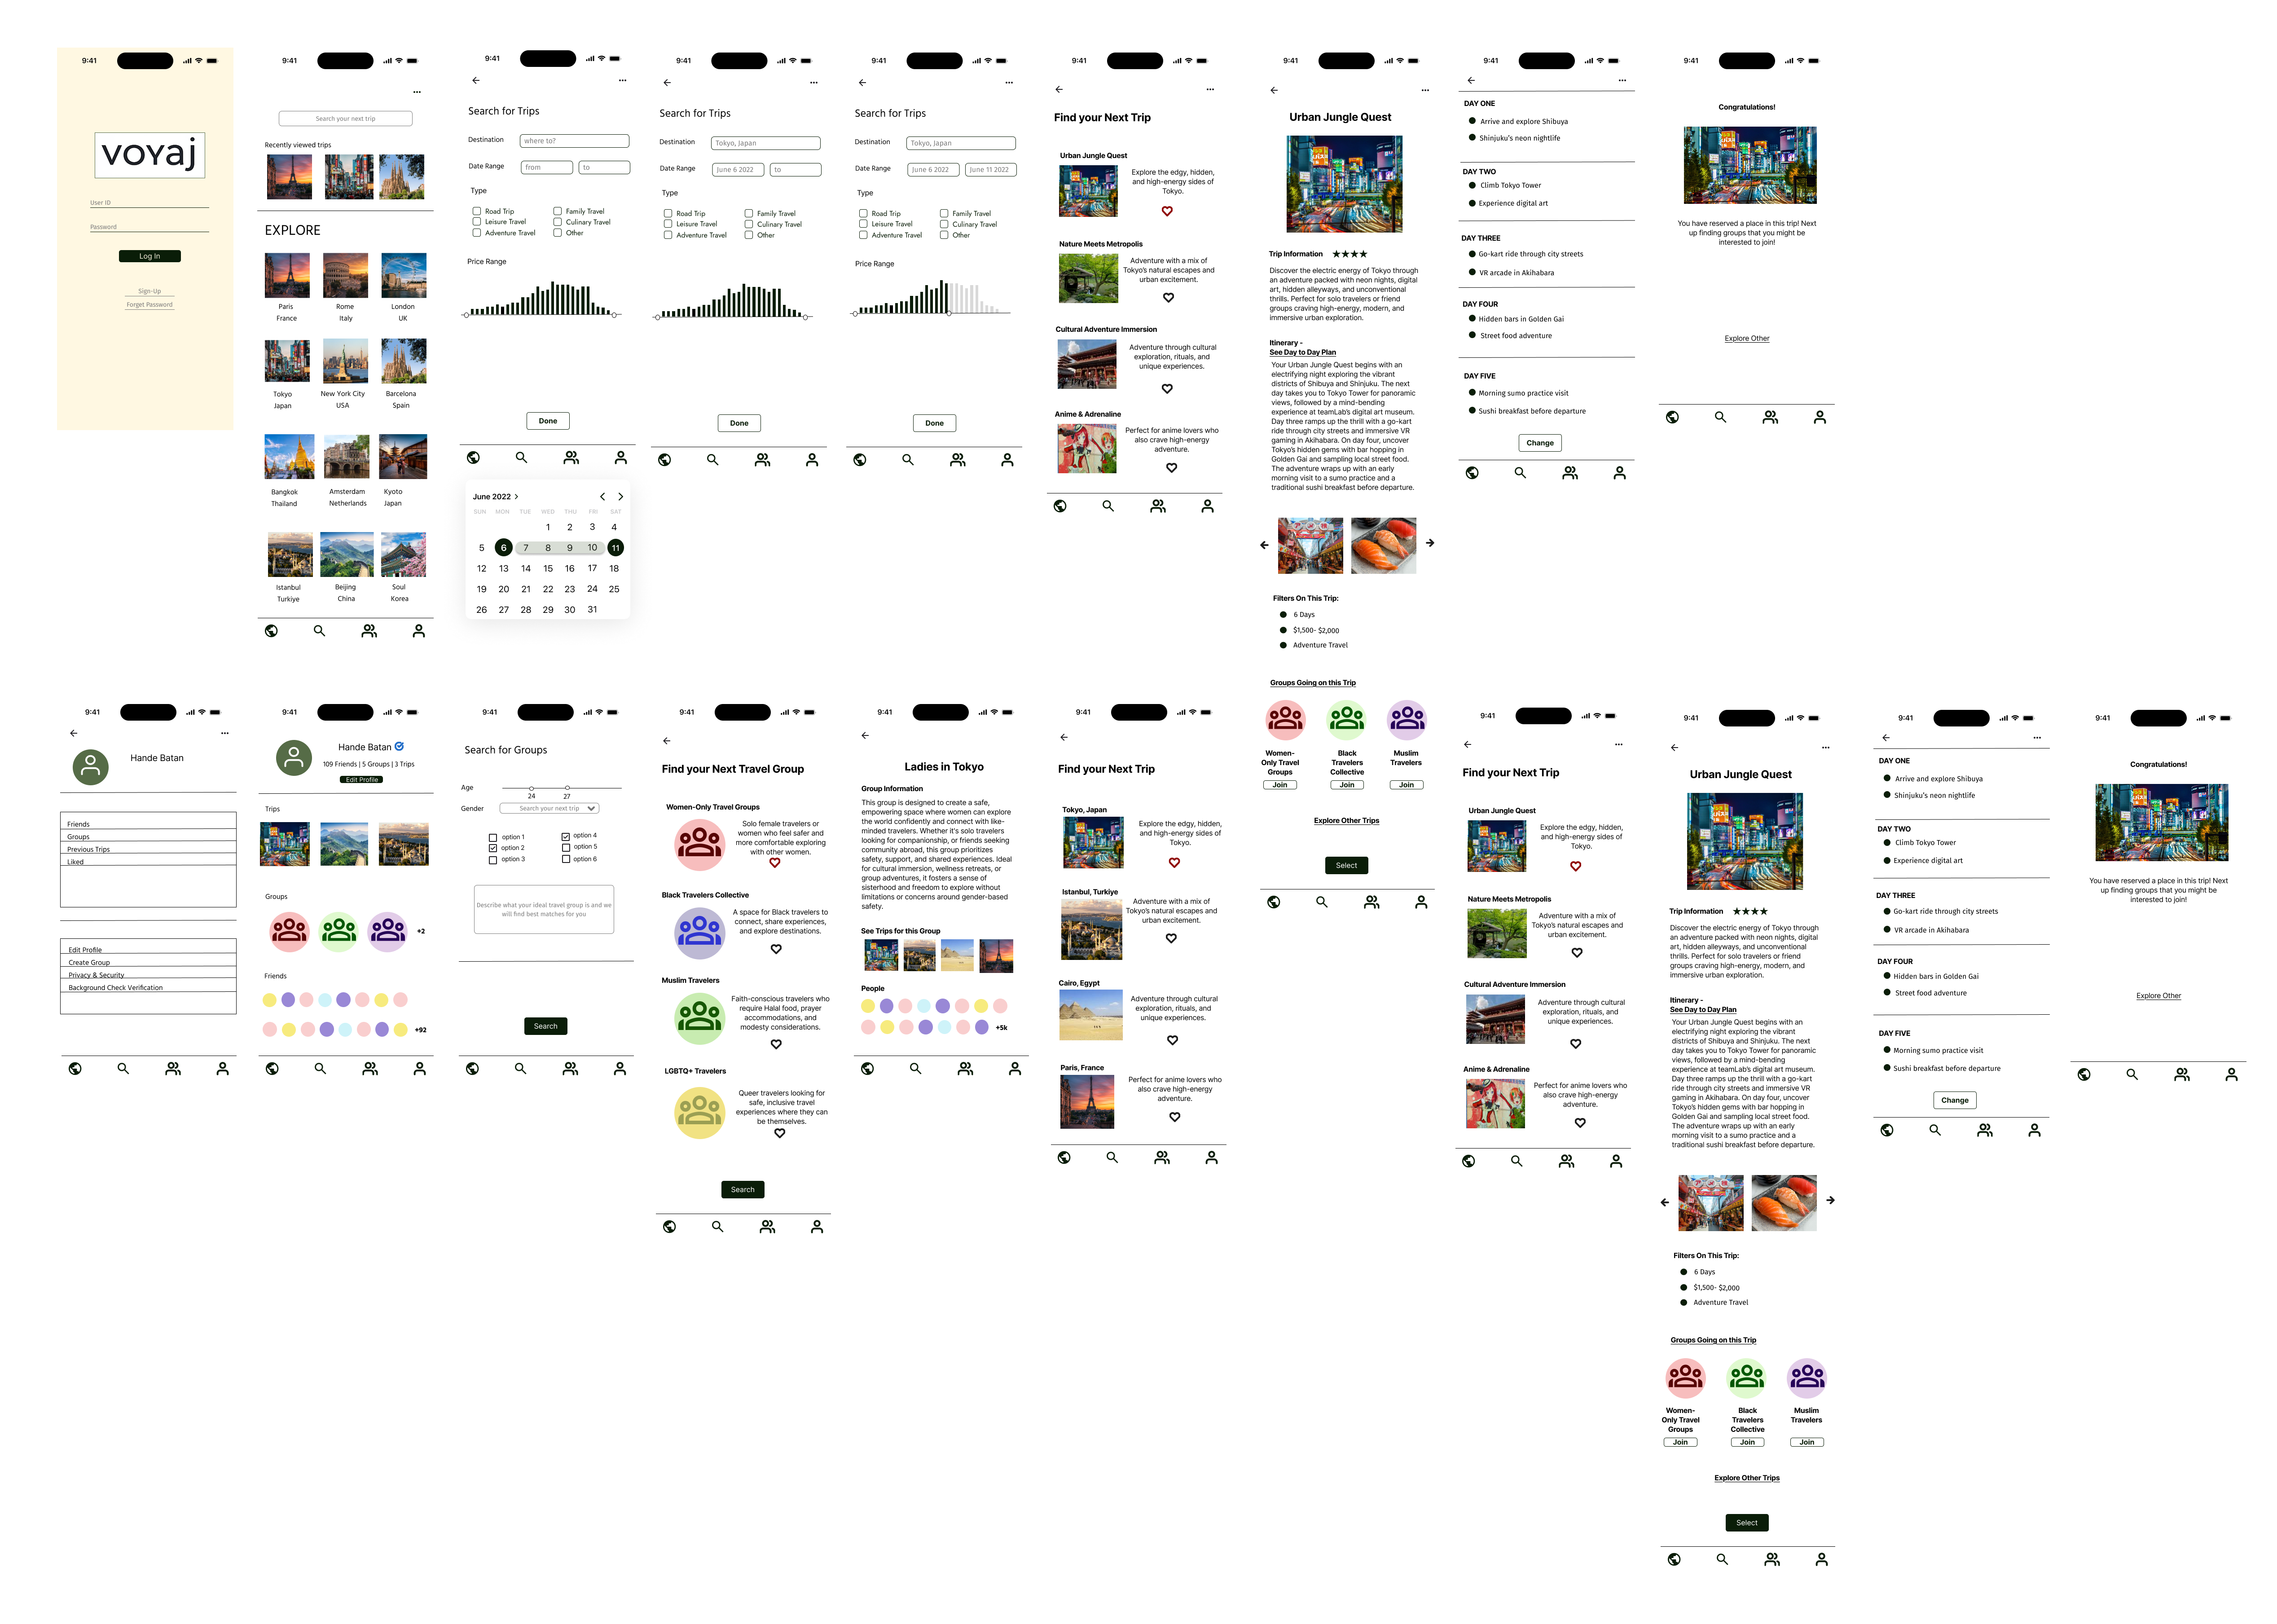 9:41
voyaj
User ID
Password
Log In
Sign-Up
Forget Password
9:41
Search your next trip
Recently viewed trips
EXPLORE
Paris
France
Rome
Italy
London
UK
Tokyo
Japan
New York City
USA
Barcelona
Spain
Bangkok
Thailand
Amsterdam
Netherlands
Kyoto
Japan
Istanbul
Turkiye
Beijing
China
Soul
Korea
9:41
Search for Trips
Destination where to?
Date Range from to
Type
Road Trip Family Travel
Leisure Travel Culinary Travel
Adventure Travel Other
Price Range
Done
June 2022
SUN MON TUE WED THU FRI SAT
1 2 3 4
5 6 7 8 9 10 11
12 13 14 15 16 17 18
19 20 21 22 23 24 25
26 27 28 29 30 31
9:41
Search for Trips
Destination Tokyo, Japan
Date Range June 6 2022 to
Type
Road Trip Family Travel
Leisure Travel Culinary Travel
Adventure Travel Other
Price Range
Done
9:41
Search for Trips
Destination Tokyo, Japan
Date Range June 6 2022 June 11 2022
Type
Road Trip Family Travel
Leisure Travel Culinary Travel
Adventure Travel Other
Price Range
Done
9:41
Find your Next Trip
Urban Jungle Quest
Explore the edgy, hidden,
and high-energy sides of
Tokyo.
Nature Meets Metropolis
Adventure with a mix of
Tokyo's natural escapes and
urban excitement.
Cultural Adventure Immersion
Adventure through cultural
exploration, rituals, and
unique experiences.
Anime & Adrenaline
Perfect for anime lovers who
also crave high-energy
adventure.
9:41
Urban Jungle Quest
Trip Information ★★★★
Discover the electric energy of Tokyo through
an adventure packed with neon nights, digital
art, hidden alleyways, and unconventional
thrills. Perfect for solo travelers or friend
groups craving high-energy, modern, and
immersive urban exploration.
Itinerary -
See Day to Day Plan
Your Urban Jungle Quest begins with an
electrifying night exploring the vibrant
districts of Shibuya and Shinjuku. The next
day takes you to Tokyo Tower for panoramic
views, followed by a mind-bending
experience at teamLab's digital art museum.
Day three ramps up the thrill with a go-kart
ride through city streets and immersive VR
gaming in Akihabara. On day four, uncover
Tokyo's hidden gems with bar hopping in
Golden Gai and sampling local street food.
The adventure wraps up with an early
morning visit to a sumo practice and a
traditional sushi breakfast before departure.
Filters On This Trip:
6 Days
$1,500- $2,000
Adventure Travel
Groups Going on this Trip
Women-
Only Travel
Groups
Join
Black
Travelers
Collective
Join
Muslim
Travelers
Join
Explore Other Trips
Select
9:41
DAY ONE
Arrive and explore Shibuya
Shinjuku's neon nightlife
DAY TWO
Climb Tokyo Tower
Experience digital art
DAY THREE
Go-kart ride through city streets
VR arcade in Akihabara
DAY FOUR
Hidden bars in Golden Gai
Street food adventure
DAY FIVE
Morning sumo practice visit
Sushi breakfast before departure
Change
9:41
Congratulations!
You have reserved a place in this trip! Next
up finding groups that you might be
interested to join!
Explore Other
9:41
Hande Batan
Friends
Groups
Previous Trips
Liked
Edit Profile
Create Group
Privacy & Security
Background Check Verification
9:41
Hande Batan
109 Friends | 5 Groups | 3 Trips
Edit Profile
Trips
Groups
+2
Friends
+92
9:41
Search for Groups
Age
24 27
Gender Search your next trip
option 1 option 4
option 2 option 5
option 3 option 6
Describe what your ideal travel group is and we
will find best matches for you
Search
9:41
Find your Next Travel Group
Women-Only Travel Groups
Solo female travelers or
women who feel safer and
more comfortable exploring
with other women.
Black Travelers Collective
A space for Black travelers to
connect, share experiences,
and explore destinations.
Muslim Travelers
Faith-conscious travelers who
require Halal food, prayer
accommodations, and
modesty considerations.
LGBTQ+ Travelers
Queer travelers looking for
safe, inclusive travel
experiences where they can
be themselves.
Search
9:41
Ladies in Tokyo
Group Information
This group is designed to create a safe,
empowering space where women can explore
the world confidently and connect with like-
minded travelers. Whether it's solo travelers
looking for companionship, or friends seeking
community abroad, this group prioritizes
safety, support, and shared experiences. Ideal
for cultural immersion, wellness retreats, or
group adventures, it fosters a sense of
sisterhood and freedom to explore without
limitations or concerns around gender-based
safety.
See Trips for this Group
People
+5k
9:41
Find your Next Trip
Tokyo, Japan
Explore the edgy, hidden,
and high-energy sides of
Tokyo.
Istanbul, Turkiye
Adventure with a mix of
Tokyo's natural escapes and
urban excitement.
Cairo, Egypt
Adventure through cultural
exploration, rituals, and
unique experiences.
Paris, France
Perfect for anime lovers who
also crave high-energy
adventure.
9:41
Find your Next Trip
Urban Jungle Quest
Explore the edgy, hidden,
and high-energy sides of
Tokyo.
Nature Meets Metropolis
Adventure with a mix of
Tokyo's natural escapes and
urban excitement.
Cultural Adventure Immersion
Adventure through cultural
exploration, rituals, and
unique experiences.
Anime & Adrenaline
Perfect for anime lovers who
also crave high-energy
adventure.
9:41
Urban Jungle Quest
Trip Information ★★★★
Discover the electric energy of Tokyo through
an adventure packed with neon nights, digital
art, hidden alleyways, and unconventional
thrills. Perfect for solo travelers or friend
groups craving high-energy, modern, and
immersive urban exploration.
Itinerary -
See Day to Day Plan
Your Urban Jungle Quest begins with an
electrifying night exploring the vibrant
districts of Shibuya and Shinjuku. The next
day takes you to Tokyo Tower for panoramic
views, followed by a mind-bending
experience at teamLab's digital art museum.
Day three ramps up the thrill with a go-kart
ride through city streets and immersive VR
gaming in Akihabara. On day four, uncover
Tokyo's hidden gems with bar hopping in
Golden Gai and sampling local street food.
The adventure wraps up with an early
morning visit to a sumo practice and a
traditional sushi breakfast before departure.
Filters On This Trip:
6 Days
$1,500- $2,000
Adventure Travel
Groups Going on this Trip
Women-
Only Travel
Groups
Join
Black
Travelers
Collective
Join
Muslim
Travelers
Join
Explore Other Trips
Select
9:41
DAY ONE
Arrive and explore Shibuya
Shinjuku's neon nightlife
DAY TWO
Climb Tokyo Tower
Experience digital art
DAY THREE
Go-kart ride through city streets
VR arcade in Akihabara
DAY FOUR
Hidden bars in Golden Gai
Street food adventure
DAY FIVE
Morning sumo practice visit
Sushi breakfast before departure
Change
9:41
Congratulations!
You have reserved a place in this trip! Next
up finding groups that you might be
interested to join!
Explore Other